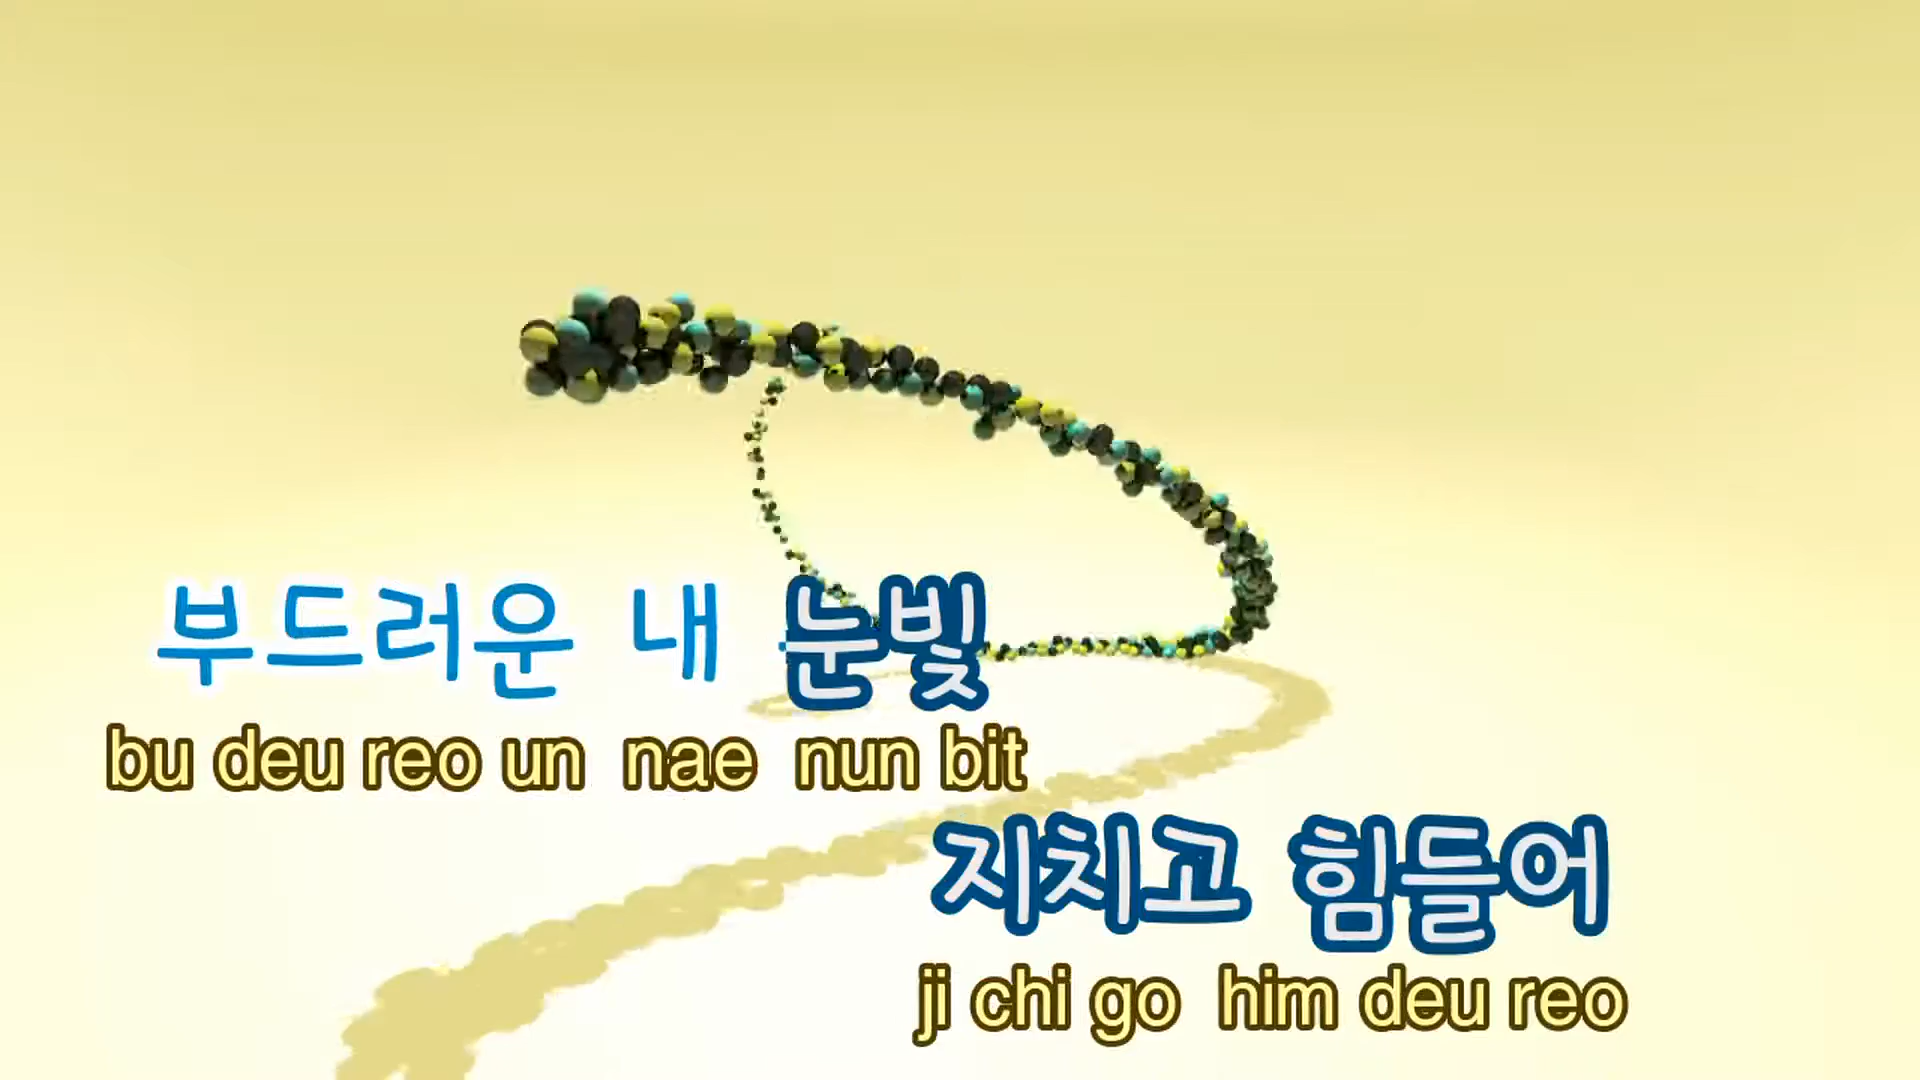 부드러운 내 눈빛
bu deu reo un nae nun bit
지치고 힘들어
ji chi go him deu reo